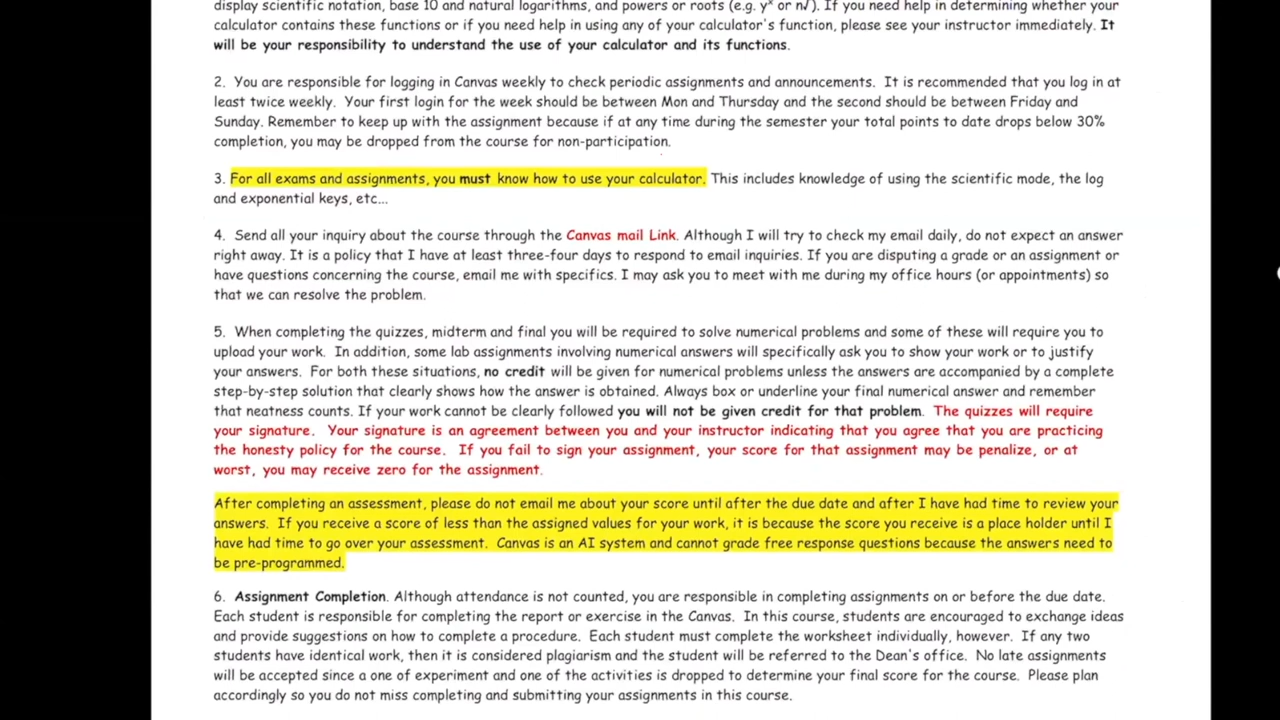 display scientific notation, base 10 and natural logarithms, and powers or roots (e.g. yˣ or n√). If you need help in determining whether your
calculator contains these functions or if you need help in using any of your calculator's function, please see your instructor immediately. It
will be your responsibility to understand the use of your calculator and its functions.
2. You are responsible for logging in Canvas weekly to check periodic assignments and announcements. It is recommended that you log in at
least twice weekly. Your first login for the week should be between Mon and Thursday and the second should be between Friday and
Sunday. Remember to keep up with the assignment because if at any time during the semester your total points to date drops below 30%
completion, you may be dropped from the course for non-participation.
3. For all exams and assignments, you must know how to use your calculator. This includes knowledge of using the scientific mode, the log
and exponential keys, etc...
4. Send all your inquiry about the course through the Canvas mail Link. Although I will try to check my email daily, do not expect an answer
right away. It is a policy that I have at least three-four days to respond to email inquiries. If you are disputing a grade or an assignment or
have questions concerning the course, email me with specifics. I may ask you to meet with me during my office hours (or appointments) so
that we can resolve the problem.
5. When completing the quizzes, midterm and final you will be required to solve numerical problems and some of these will require you to
upload your work. In addition, some lab assignments involving numerical answers will specifically ask you to show your work or to justify
your answers. For both these situations, no credit will be given for numerical problems unless the answers are accompanied by a complete
step-by-step solution that clearly shows how the answer is obtained. Always box or underline your final numerical answer and remember
that neatness counts. If your work cannot be clearly followed you will not be given credit for that problem. The quizzes will require
your signature. Your signature is an agreement between you and your instructor indicating that you agree that you are practicing
the honesty policy for the course. If you fail to sign your assignment, your score for that assignment may be penalize, or at
worst, you may receive zero for the assignment.
After completing an assessment, please do not email me about your score until after the due date and after I have had time to review your
answers. If you receive a score of less than the assigned values for your work, it is because the score you receive is a place holder until I
have had time to go over your assessment. Canvas is an AI system and cannot grade free response questions because the answers need to
be pre-programmed.
6. Assignment Completion. Although attendance is not counted, you are responsible in completing assignments on or before the due date.
Each student is responsible for completing the report or exercise in the Canvas. In this course, students are encouraged to exchange ideas
and provide suggestions on how to complete a procedure. Each student must complete the worksheet individually, however. If any two
students have identical work, then it is considered plagiarism and the student will be referred to the Dean's office. No late assignments
will be accepted since a one of experiment and one of the activities is dropped to determine your final score for the course. Please plan
accordingly so you do not miss completing and submitting your assignments in this course.